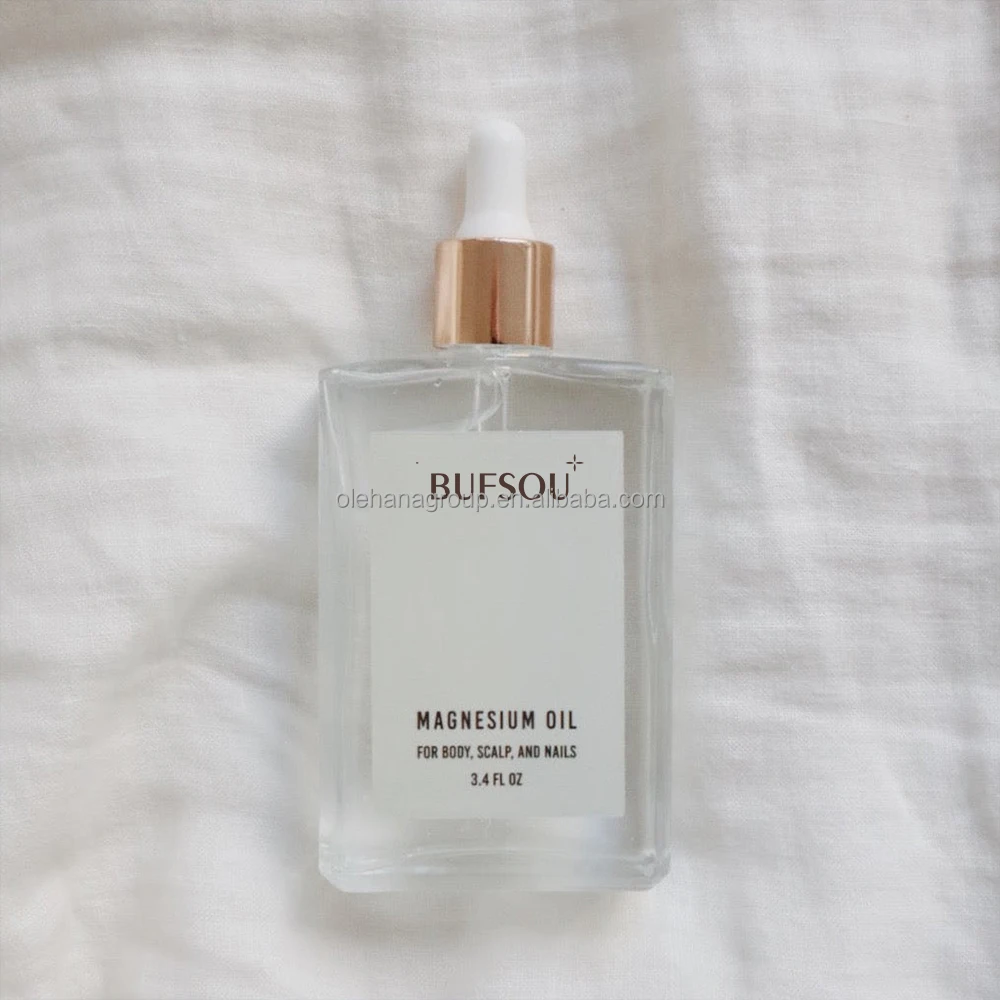 BUFSOU
olehanagroup.en.alibaba.com
MAGNESIUM OIL
FOR BODY, SCALP, AND NAILS
3.4 FL OZ